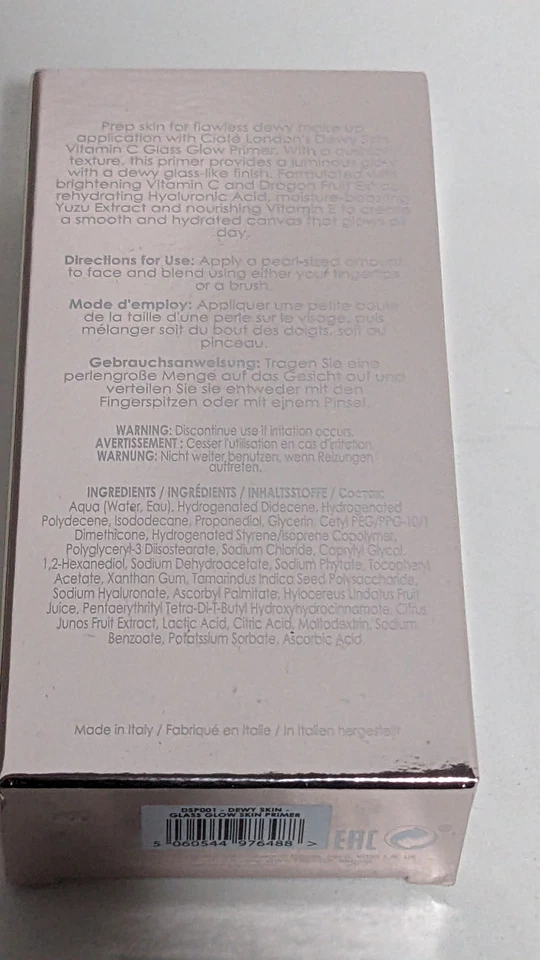 Prep skin for flawless dewy make up
application with Ciaté London's Dewy Skin
Vitamin C Glass Glow Primer. With a
texture, this primer provides a luminous glow
with a dewy glass-like finish. Formulated with
brightening Vitamin C and Dragon Fruit Extract,
rehydrating Hyaluronic Acid, moisture-boosting
Yuzu Extract and nourishing Vitamin E to create
a smooth and hydrated canvas that glows all
day.
Directions for Use: Apply a pearl-sized amount
to face and blend using either your fingertips
or a brush.
Mode d'employ: Appliquer une petite boule
de la taille d'une perle sur le visage, puis
mélanger soit du bout des doigts, soit au
pinceau.
Gebrauchsanweisung: Tragen Sie eine
perlengroße Menge auf das Gesicht auf und
verteilen Sie sie entweder mit den
Fingerspitzen oder mit einem Pinsel.
WARNING: Discontinue use if irritation occurs.
AVERTISSEMENT : Cesser l'utilisation en cas d'irritation.
WARNUNG: Nicht weiter benutzen, wenn Reizungen
auftreten.
INGREDIENTS / INGRÉDIENTS / INHALTSSTOFFE / Состав:
Aqua (Water, Eau), Hydrogenated Didecene, Hydrogenated
Polydecene, Isododecane, Propanediol, Glycerin, Cetyl PEG/PPG-10/1
Dimethicone, Hydrogenated Styrene/Isoprene Copolymer,
Polyglyceryl-3 Diisostearate, Sodium Chloride, Caprylyl Glycol,
1,2-Hexanediol, Sodium Dehydroacetate, Sodium Phytate, Tocopheryl
Acetate, Xanthan Gum, Tamarindus Indica Seed Polysaccharide,
Sodium Hyaluronate, Ascorbyl Palmitate, Hylocereus Undatus Fruit
Juice, Pentaerythrityl Tetra-Di-T-Butyl Hydroxyhydrocinnamate, Citrus
Junos Fruit Extract, Lactic Acid, Citric Acid, Maltodextrin, Sodium
Benzoate, Potatssium Sorbate, Ascorbic Acid
Made in Italy / Fabriqué en Italie / In Italien hergestellt
DSP001 - DEWY SKIN -
GLASS GLOW SKIN PRIMER
5 060544 976488 >
EAC